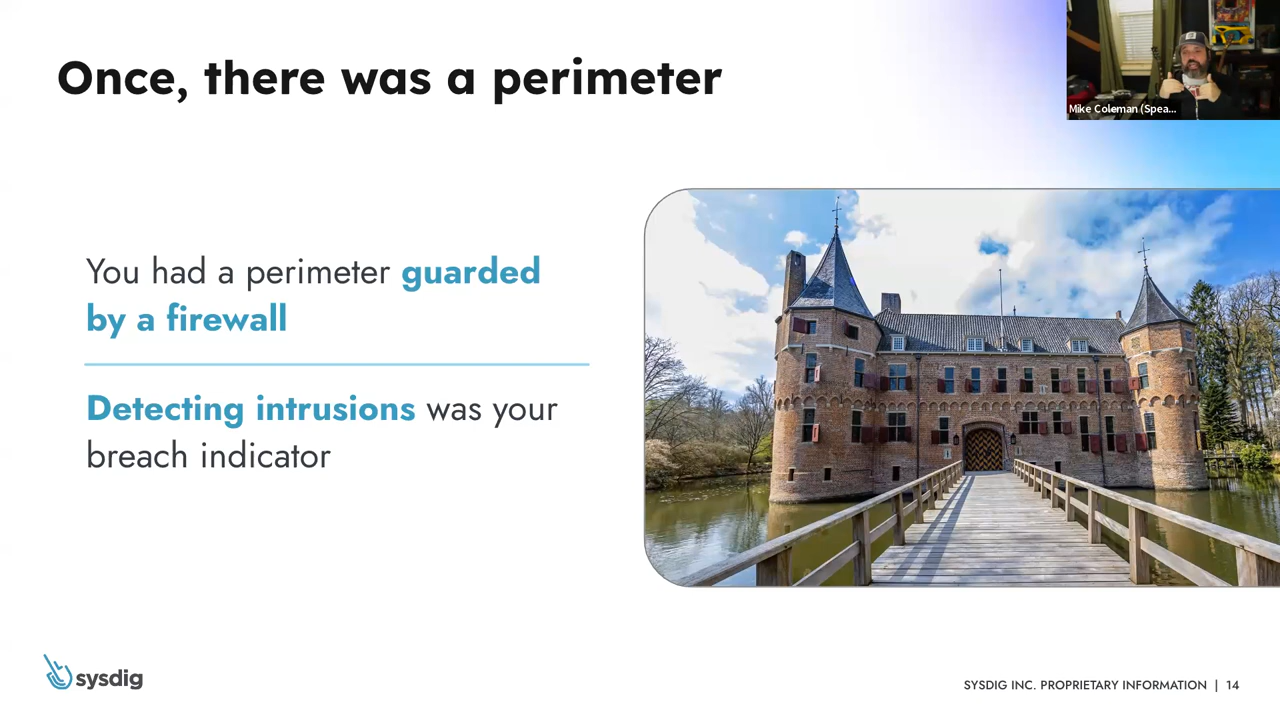 Once, there was a perimeter
Mike Coleman (Spea...
You had a perimeter guarded
by a firewall
Detecting intrusions was your
breach indicator
sysdig
SYSDIG INC. PROPRIETARY INFORMATION | 14